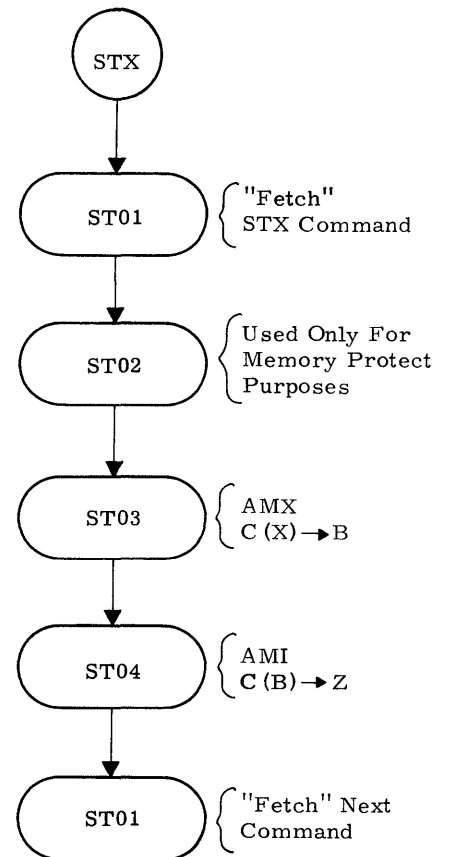 STX
ST01
"Fetch"
STX Command
ST02
Used Only For
Memory Protect
Purposes
ST03
AMX
C (X) → B
ST04
AMI
C (B) → Z
ST01
"Fetch" Next
Command